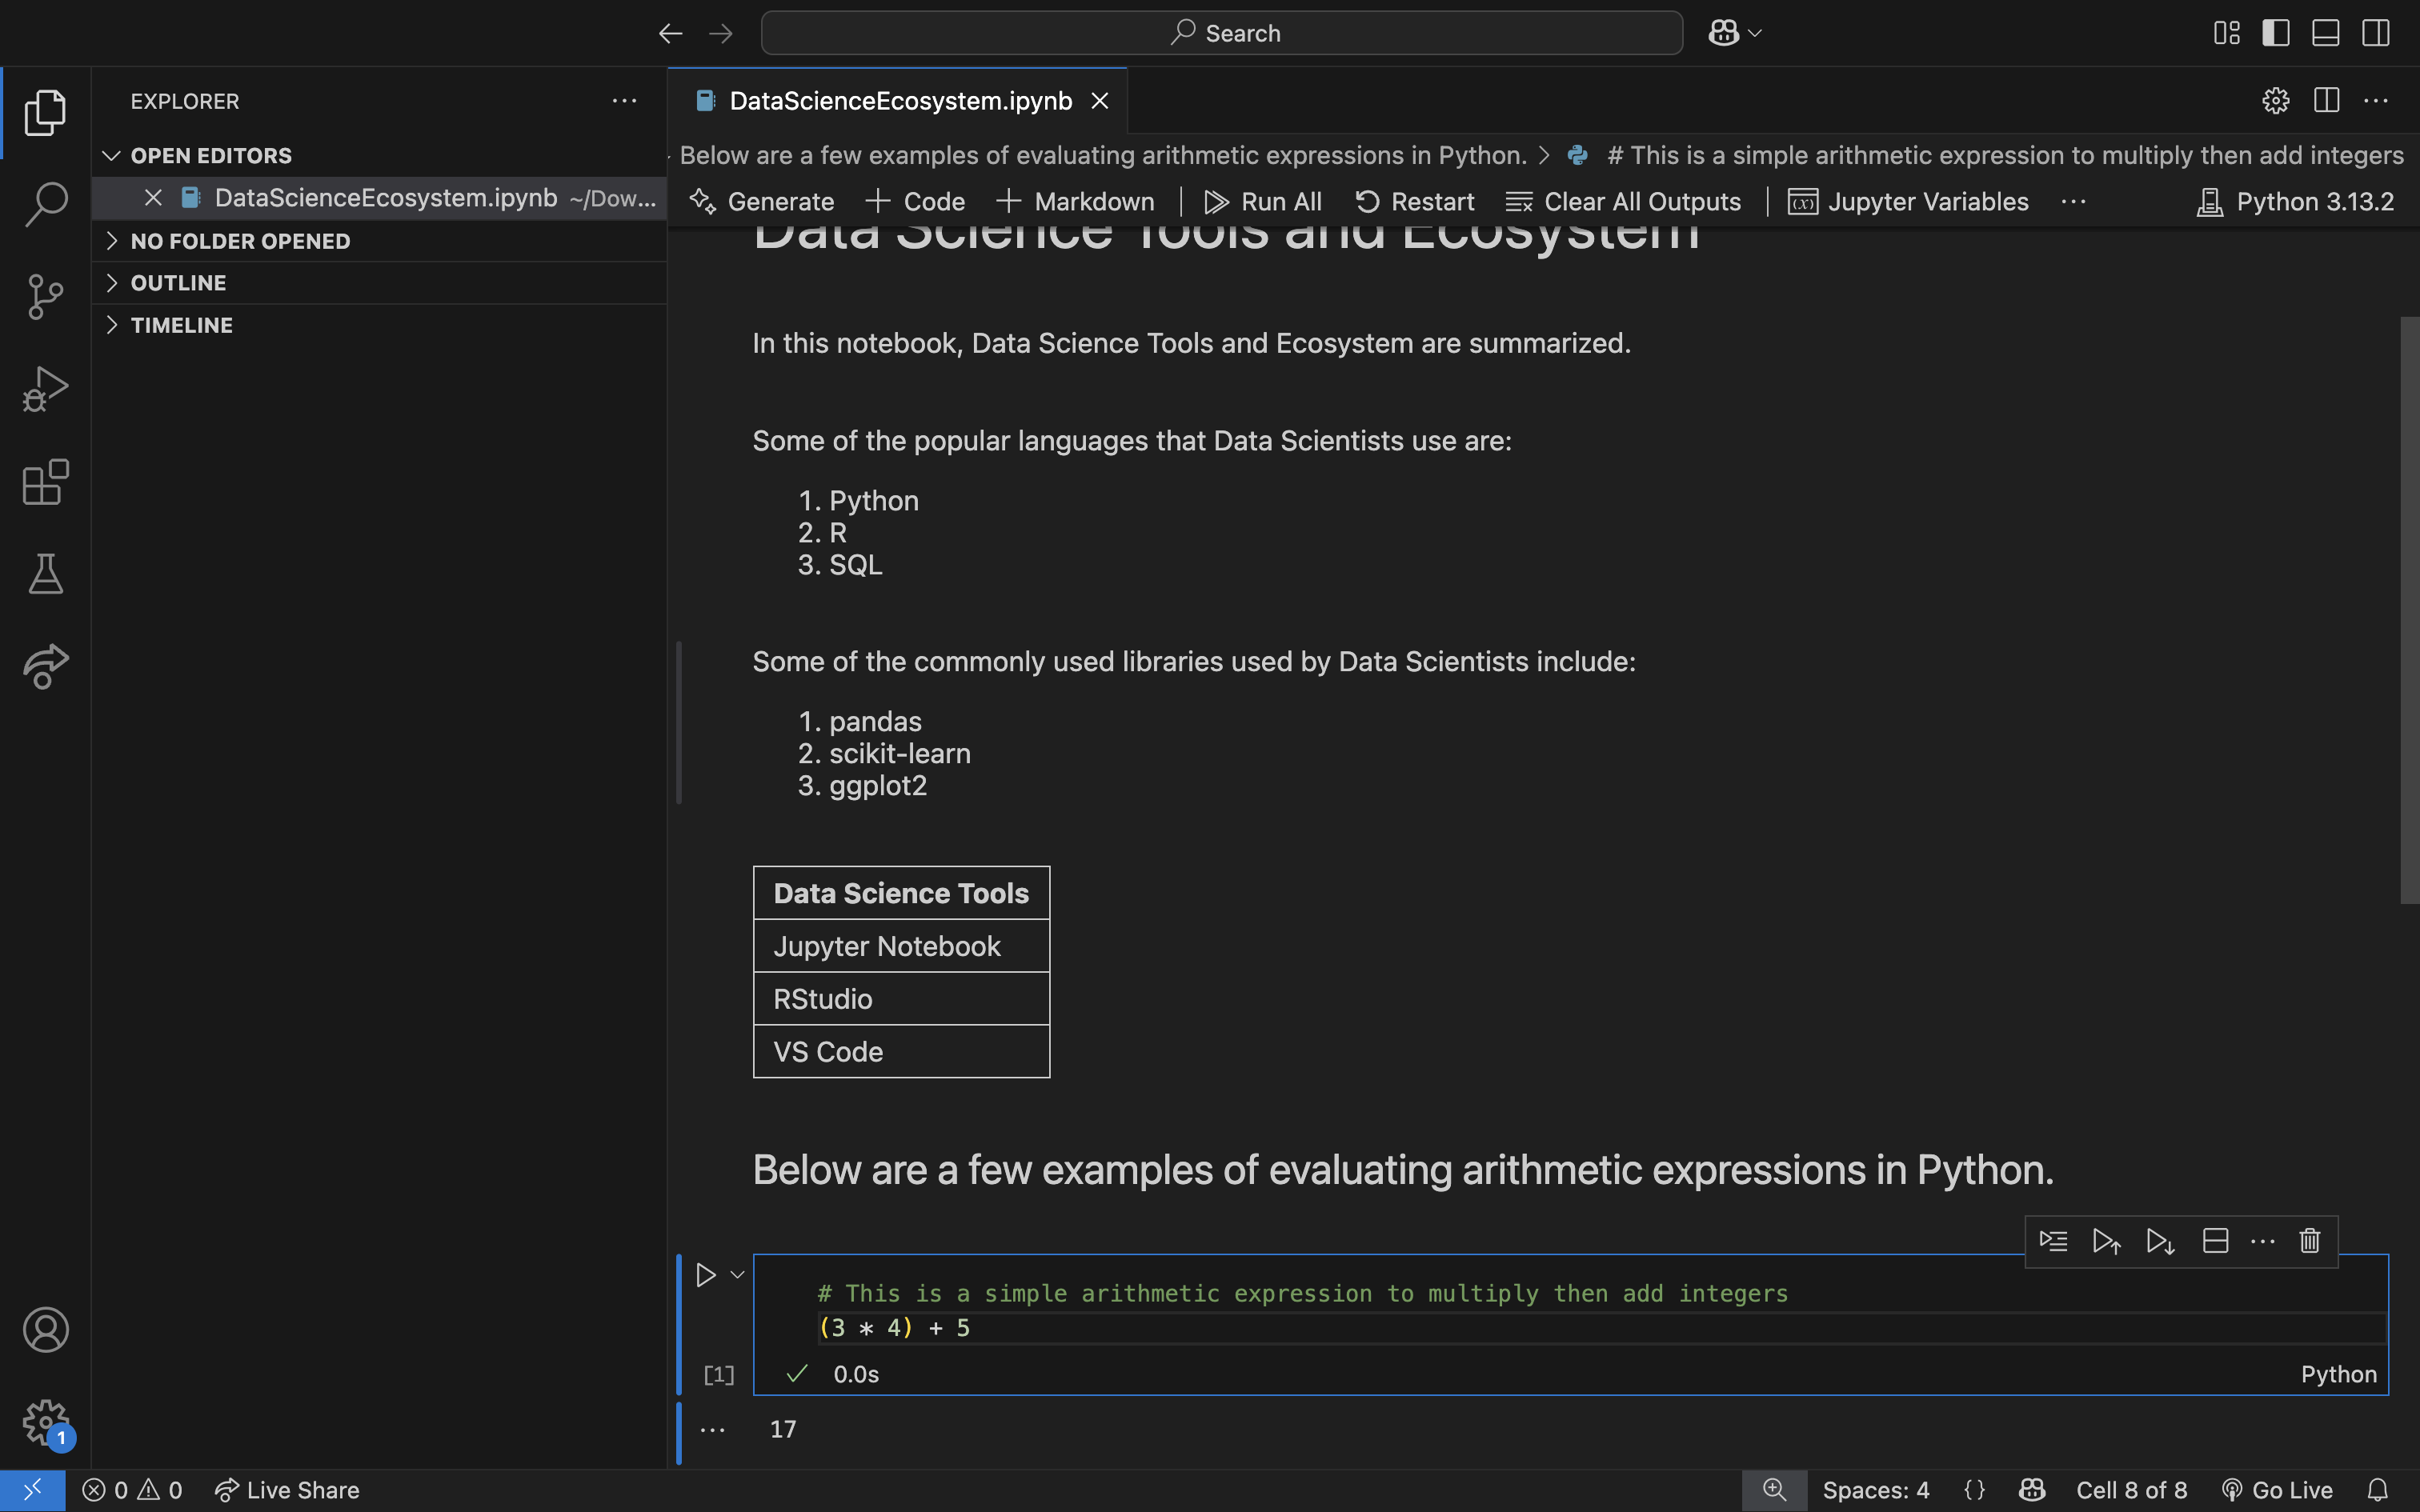 Search
EXPLORER
OPEN EDITORS
DataScienceEcosystem.ipynb ~/Dow...
NO FOLDER OPENED
OUTLINE
TIMELINE
DataScienceEcosystem.ipynb
Below are a few examples of evaluating arithmetic expressions in Python. > # This is a simple arithmetic expression to multiply then add integers
Generate + Code + Markdown | Run All Restart Clear All Outputs | Jupyter Variables ... Python 3.13.2
Data Science Tools and Ecosystem
In this notebook, Data Science Tools and Ecosystem are summarized.
Some of the popular languages that Data Scientists use are:
1. Python
2. R
3. SQL
Some of the commonly used libraries used by Data Scientists include:
1. pandas
2. scikit-learn
3. ggplot2
Data Science Tools
Jupyter Notebook
RStudio
VS Code
Below are a few examples of evaluating arithmetic expressions in Python.
# This is a simple arithmetic expression to multiply then add integers
(3 * 4) + 5
[1] 0.0s Python
... 17
1
0 0 Live Share Spaces: 4 {} Cell 8 of 8 Go Live